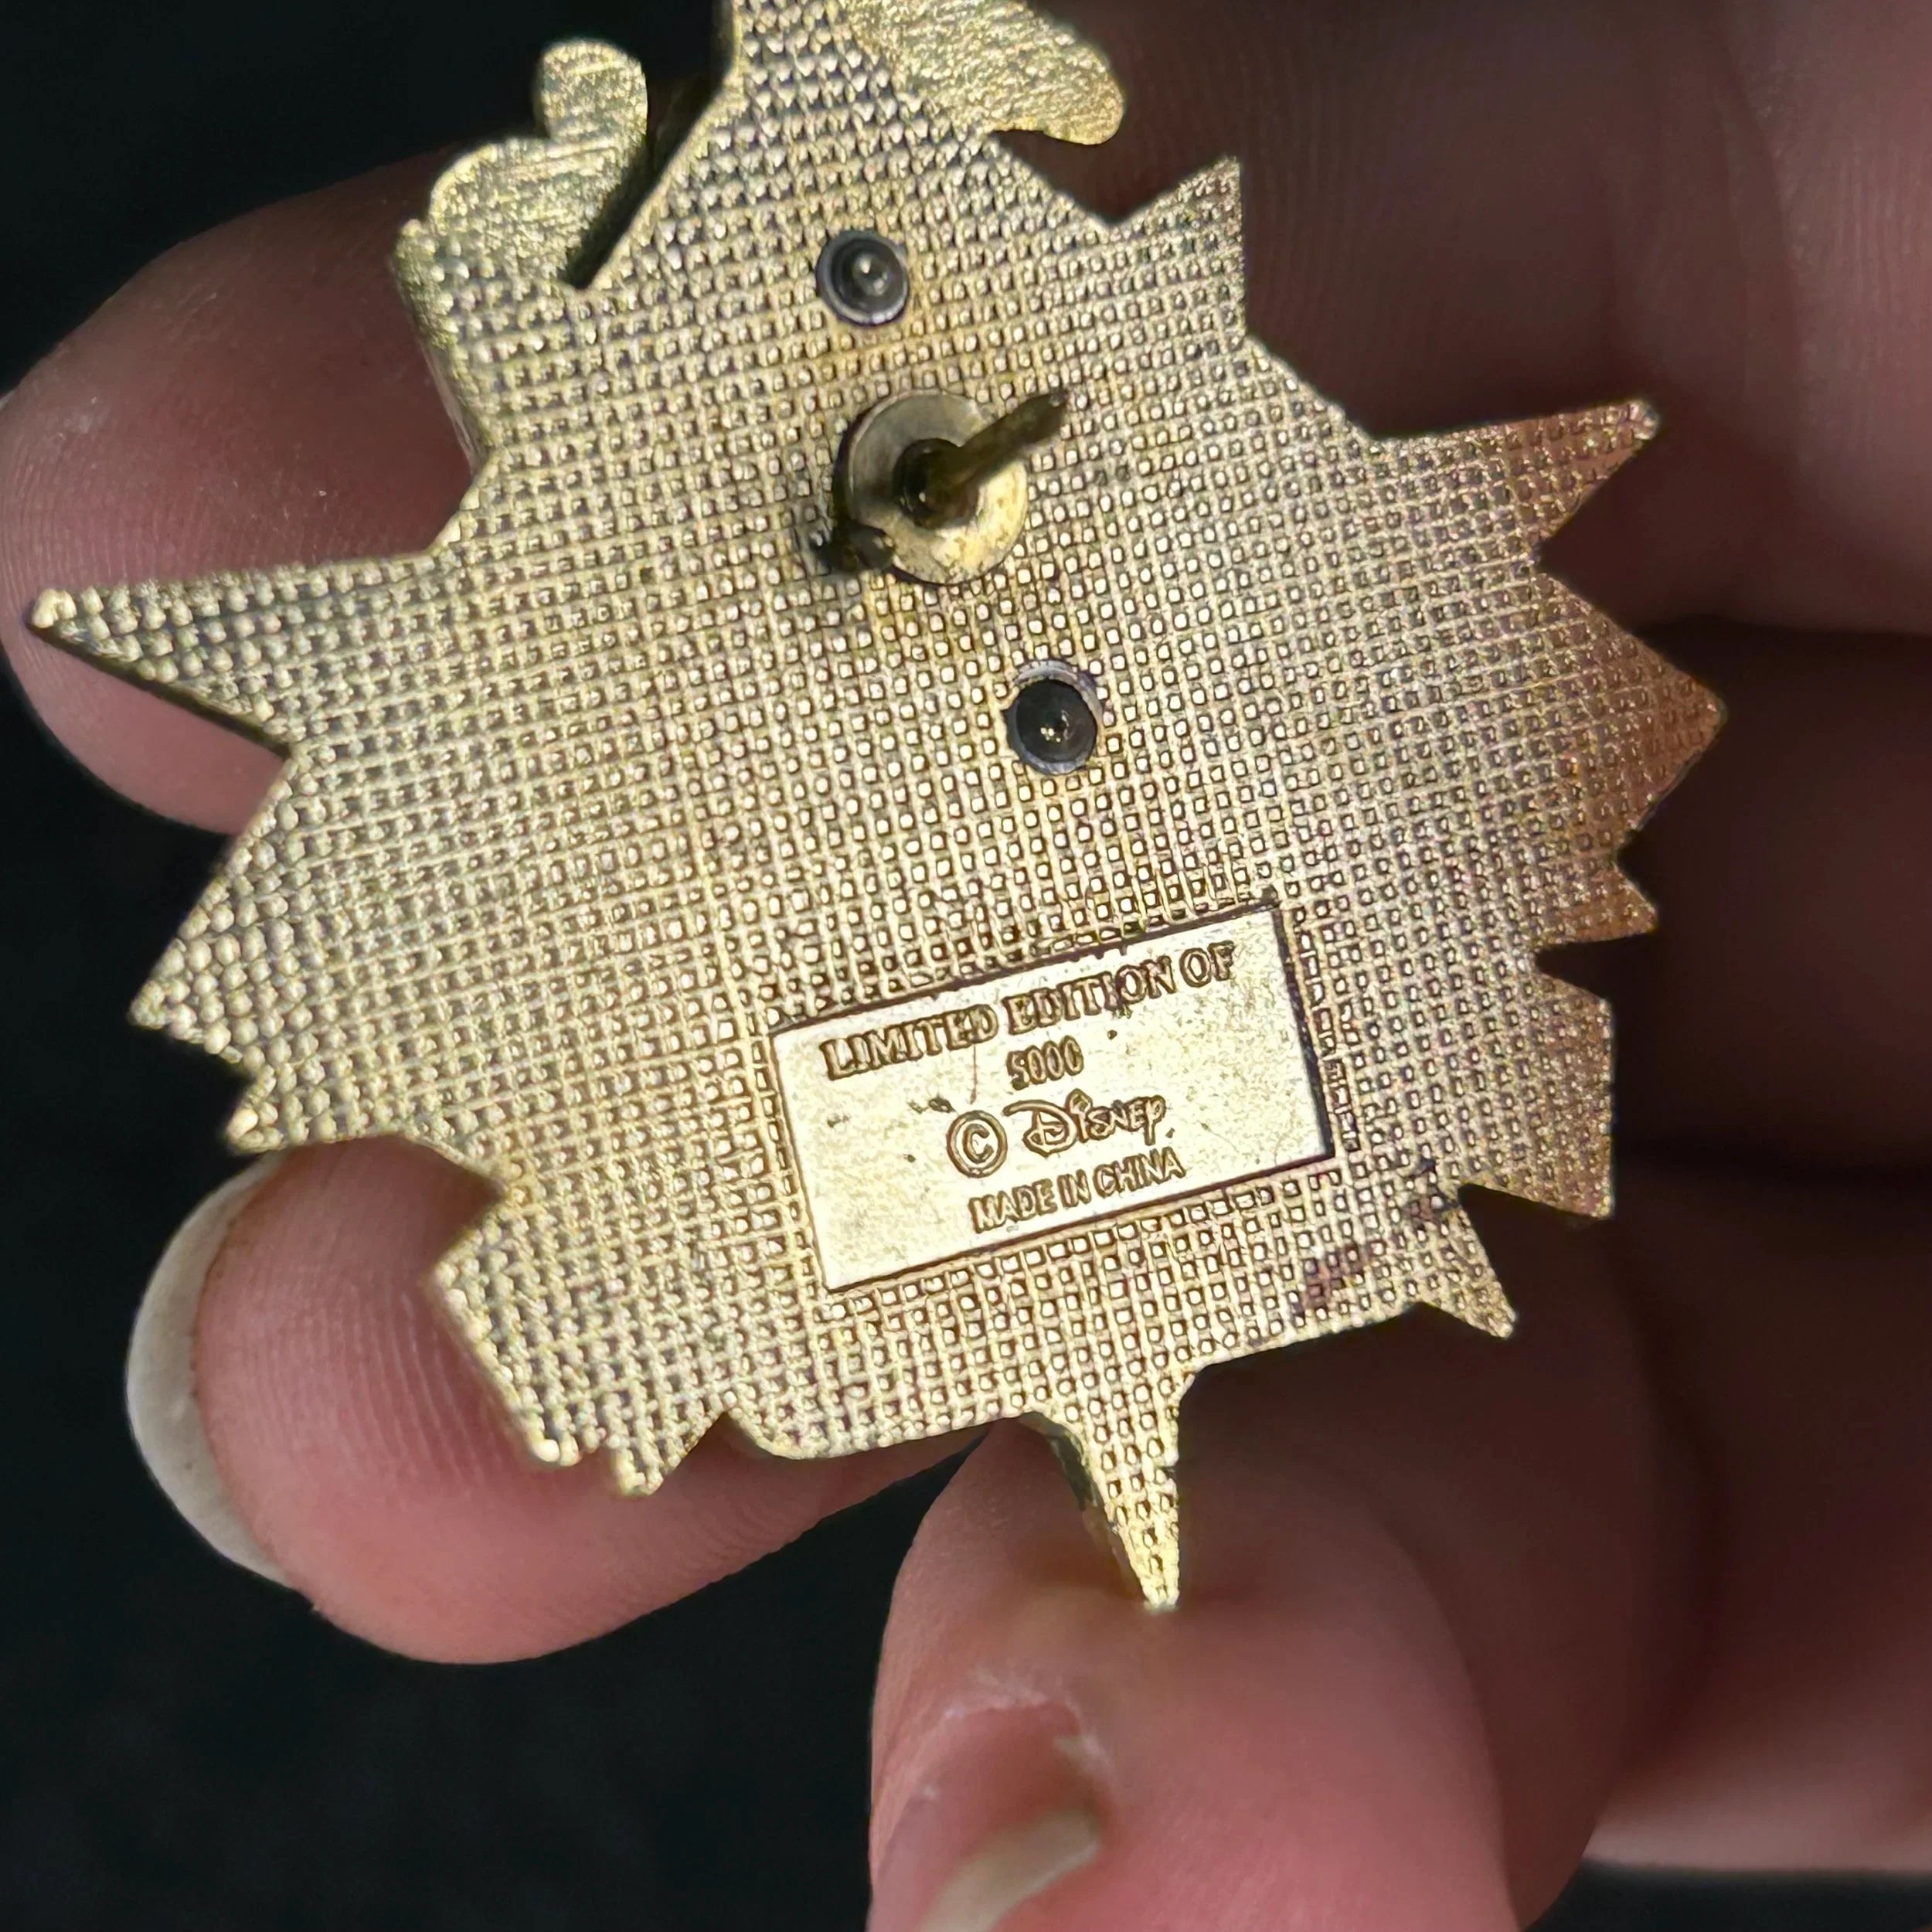 LIMITED EDITION OF
5000
© Disney
MADE IN CHINA